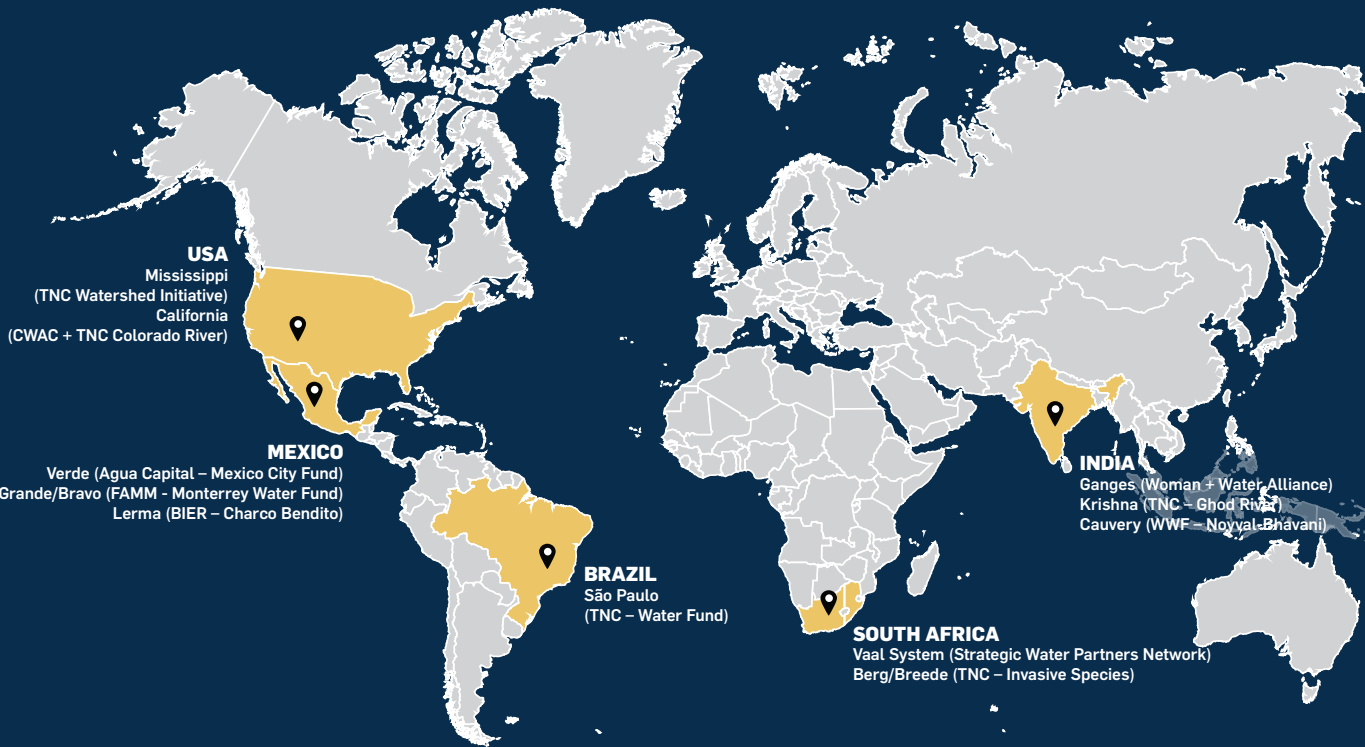 USA
Mississippi
(TNC Watershed Initiative)
California
(CWAC + TNC Colorado River)
MEXICO
Verde (Agua Capital – Mexico City Fund)
Grande/Bravo (FAMM - Monterrey Water Fund)
Lerma (BIER – Charco Bendito)
BRAZIL
São Paulo
(TNC – Water Fund)
SOUTH AFRICA
Vaal System (Strategic Water Partners Network)
Berg/Breede (TNC – Invasive Species)
INDIA
Ganges (Woman + Water Alliance)
Krishna (TNC – Ghod River)
Cauvery (WWF – Noyyal-Bhavani)